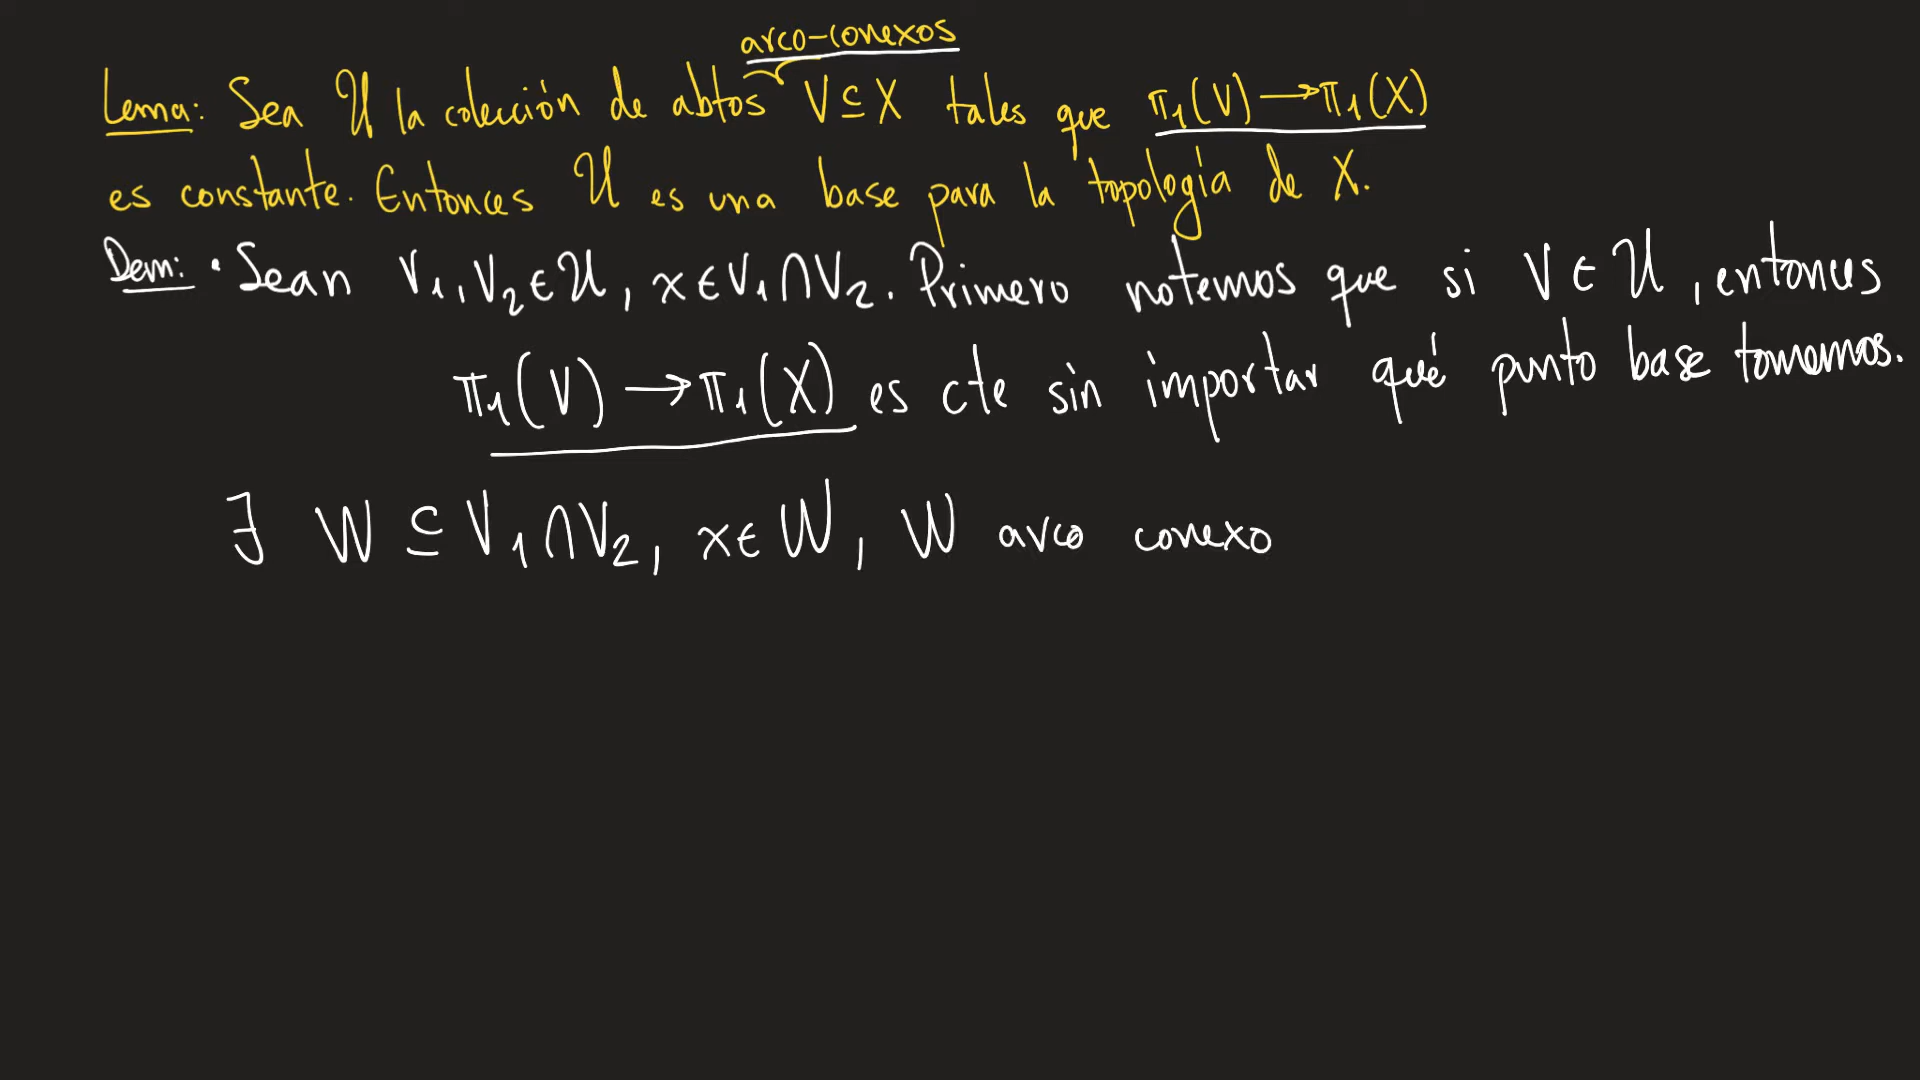 arco-conexos
Lema: Sea 𝒰 la colección de abtos V ⊆ X tales que π₁(V) → π₁(X)
es constante. Entonces 𝒰 es una base para la topología de X.
Dem: • Sean V₁, V₂ ∈ 𝒰, x ∈ V₁ ∩ V₂. Primero notemos que si V ∈ 𝒰, entonces
π₁(V) → π₁(X) es cte sin importar qué punto base tomemos.
∃ W ⊆ V₁ ∩ V₂, x ∈ W, W arco conexo